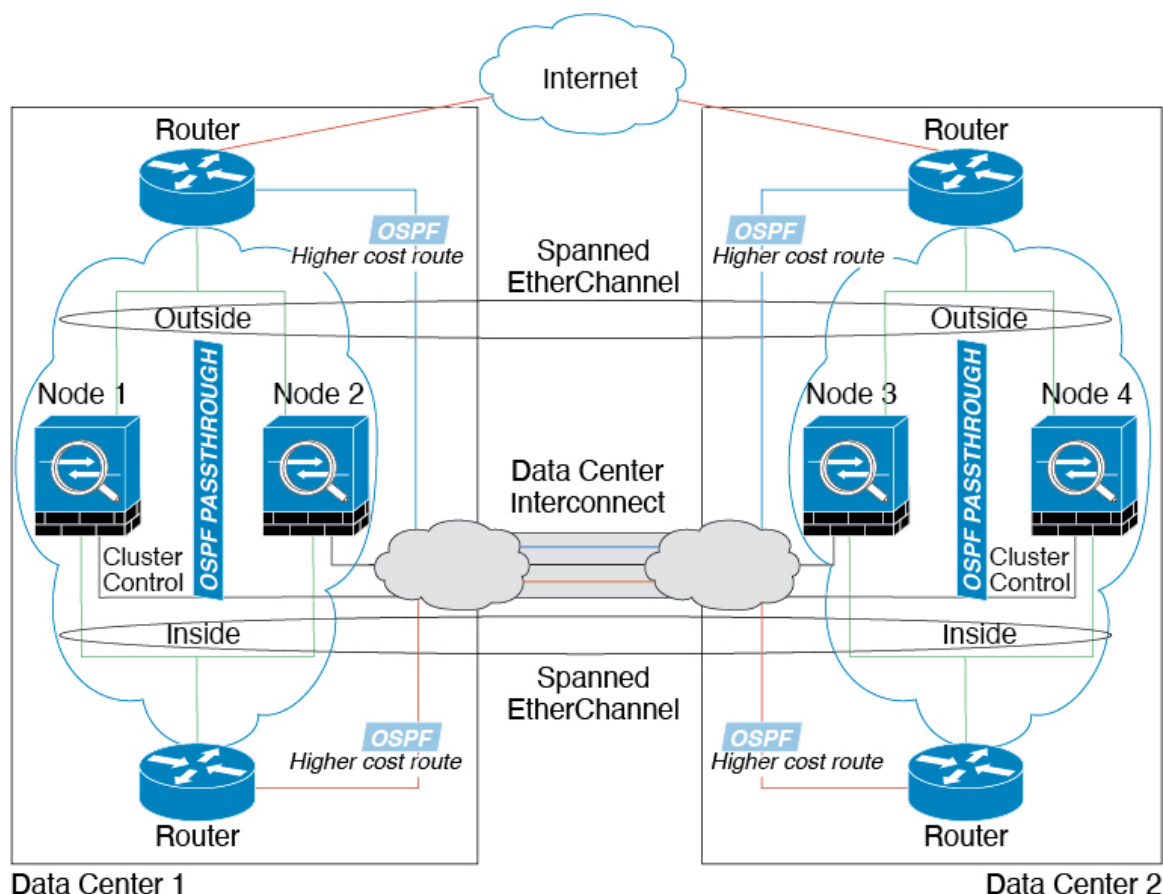 Internet
Router
Router
OSPF
Higher cost route
Spanned
EtherChannel
OSPF
Higher cost route
Outside
Outside
Node 1
Node 2
Node 3
Node 4
OSPF PASSTHROUGH
OSPF PASSTHROUGH
Data Center
Interconnect
Cluster
Control
Cluster
Control
Inside
Inside
Spanned
EtherChannel
OSPF
Higher cost route
OSPF
Higher cost route
Router
Router
Data Center 1
Data Center 2